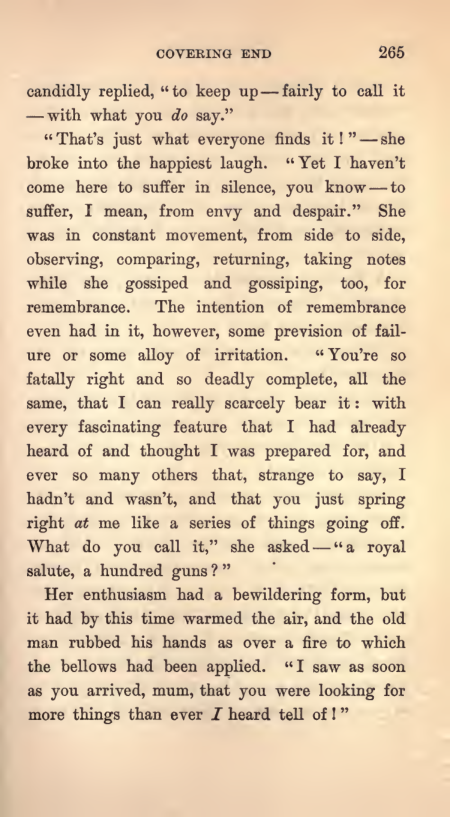 COVERING END 265
candidly replied, “to keep up—fairly to call it
—with what you do say.”
“That's just what everyone finds it!”—she
broke into the happiest laugh. “Yet I haven't
come here to suffer in silence, you know—to
suffer, I mean, from envy and despair.” She
was in constant movement, from side to side,
observing, comparing, returning, taking notes
while she gossiped and gossiping, too, for
remembrance. The intention of remembrance
even had in it, however, some prevision of fail-
ure or some alloy of irritation. “You're so
fatally right and so deadly complete, all the
same, that I can really scarcely bear it: with
every fascinating feature that I had already
heard of and thought I was prepared for, and
ever so many others that, strange to say, I
hadn't and wasn't, and that you just spring
right at me like a series of things going off.
What do you call it,” she asked—“a royal
salute, a hundred guns?”
Her enthusiasm had a bewildering form, but
it had by this time warmed the air, and the old
man rubbed his hands as over a fire to which
the bellows had been applied. “I saw as soon
as you arrived, mum, that you were looking for
more things than ever I heard tell of!”